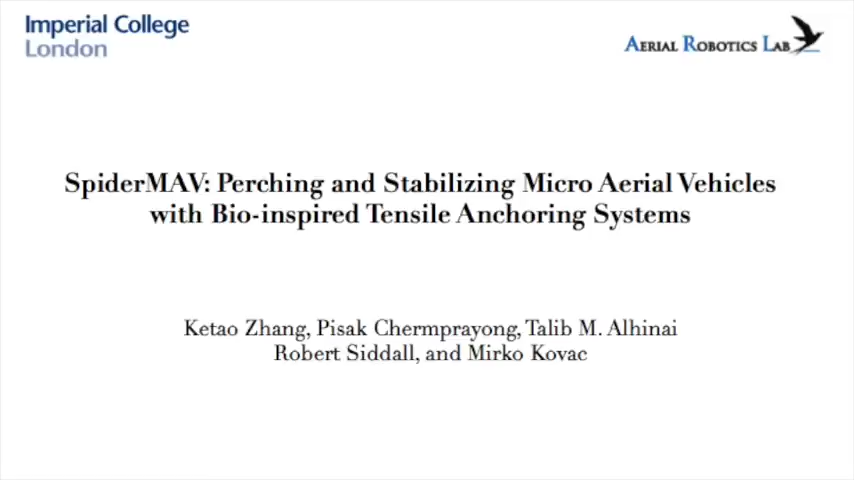 Imperial College
London
AERIAL ROBOTICS LAB
SpiderMAV: Perching and Stabilizing Micro Aerial Vehicles
with Bio-inspired Tensile Anchoring Systems
Ketao Zhang, Pisak Chermprayong, Talib M. Alhinai
Robert Siddall, and Mirko Kovac